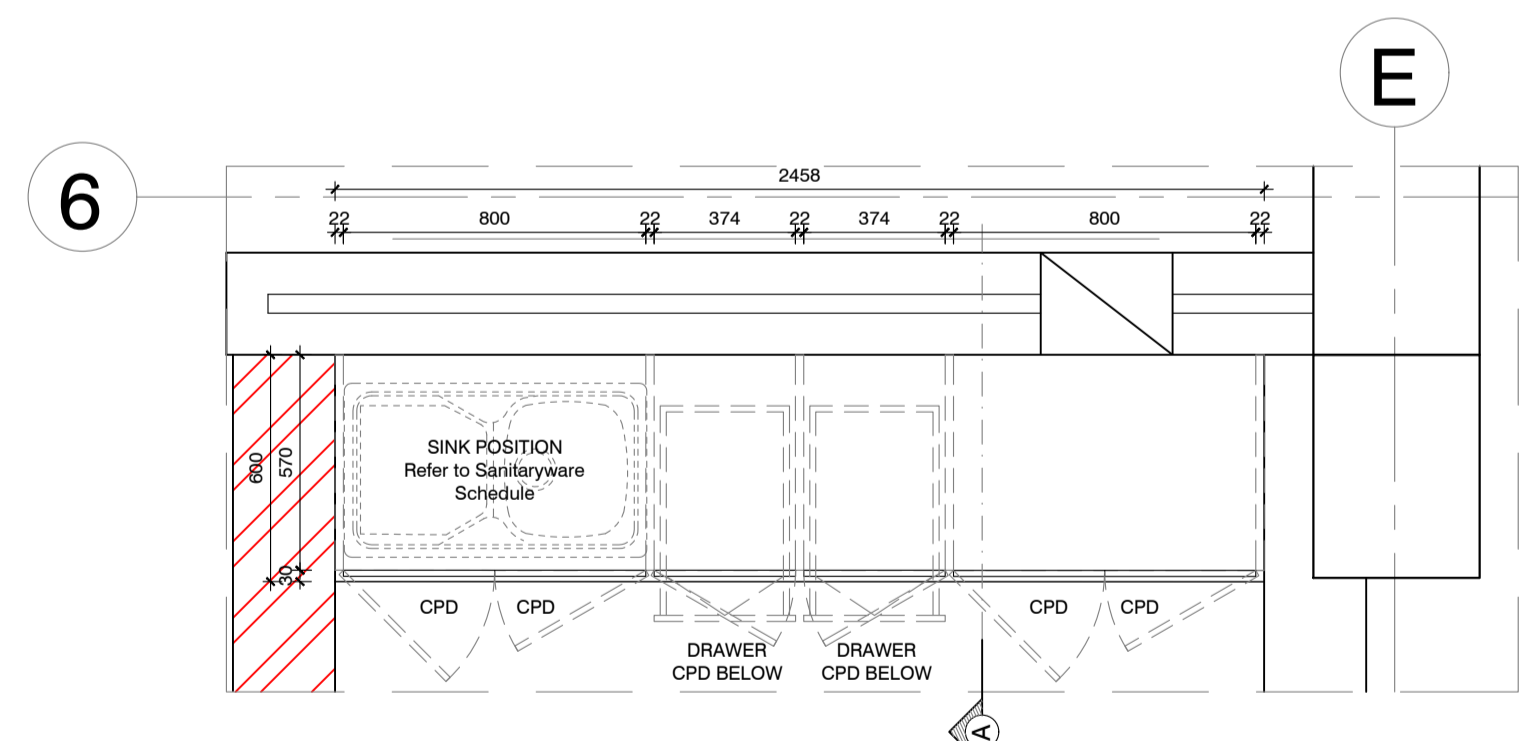 E
6
2458
22 800 22 374 22 374 22 800 22
SINK POSITION
Refer to Sanitaryware
Schedule
600
570
30
CPD CPD
CPD CPD
DRAWER
CPD BELOW
DRAWER
CPD BELOW
A